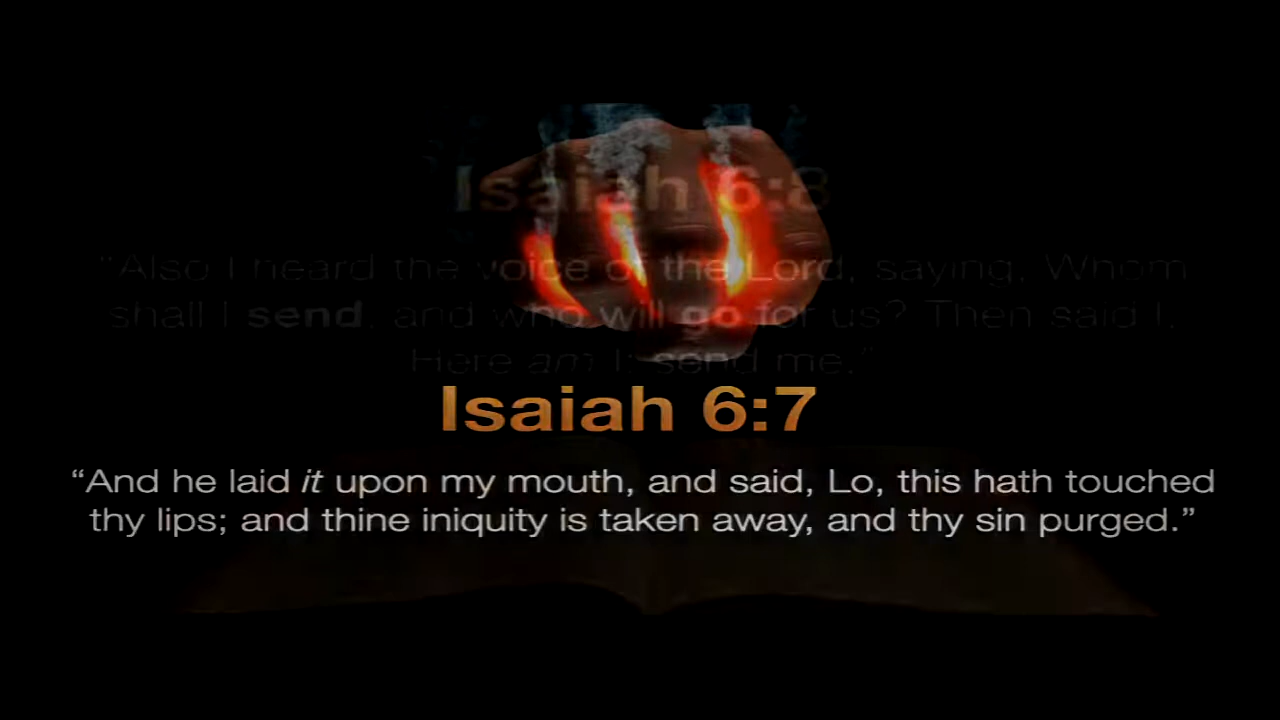 Isaiah 6:8
"Also I heard the voice of the Lord, saying, Whom
shall I send, and who will go for us? Then said I,
Here am I; send me."
Isaiah 6:7
“And he laid it upon my mouth, and said, Lo, this hath touched
thy lips; and thine iniquity is taken away, and thy sin purged.”